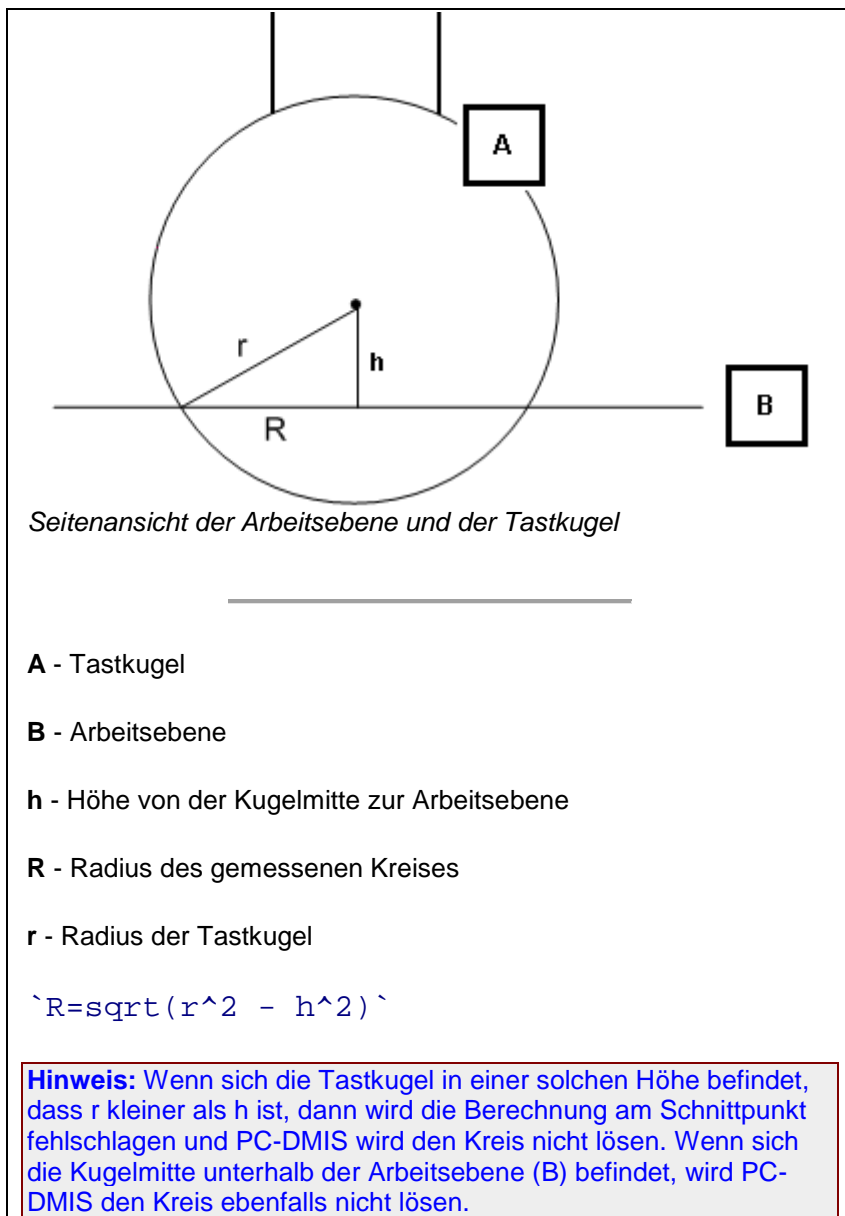 A
r
h
B
R
Seitenansicht der Arbeitsebene und der Tastkugel
A - Tastkugel
B - Arbeitsebene
h - Höhe von der Kugelmitte zur Arbeitsebene
R - Radius des gemessenen Kreises
r - Radius der Tastkugel
`R=sqrt(r^2 - h^2)`
Hinweis: Wenn sich die Tastkugel in einer solchen Höhe befindet,
dass r kleiner als h ist, dann wird die Berechnung am Schnittpunkt
fehlschlagen und PC-DMIS wird den Kreis nicht lösen. Wenn sich
die Kugelmitte unterhalb der Arbeitsebene (B) befindet, wird PC-
DMIS den Kreis ebenfalls nicht lösen.